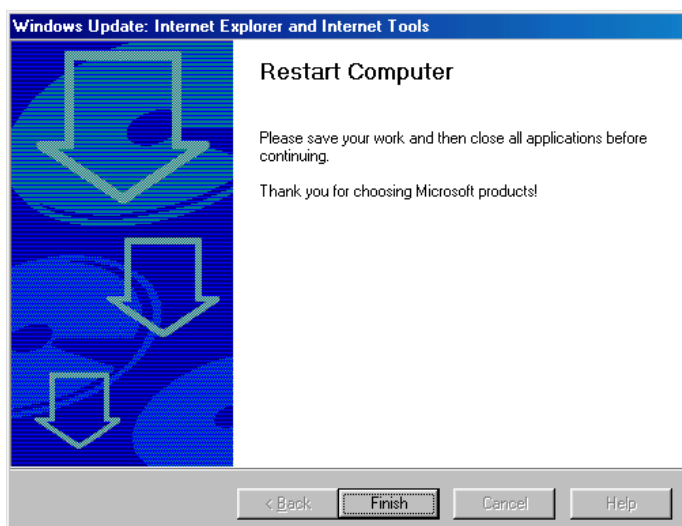 Windows Update: Internet Explorer and Internet Tools
Restart Computer
Please save your work and then close all applications before
continuing.
Thank you for choosing Microsoft products!
< Back
Finish
Cancel
Help